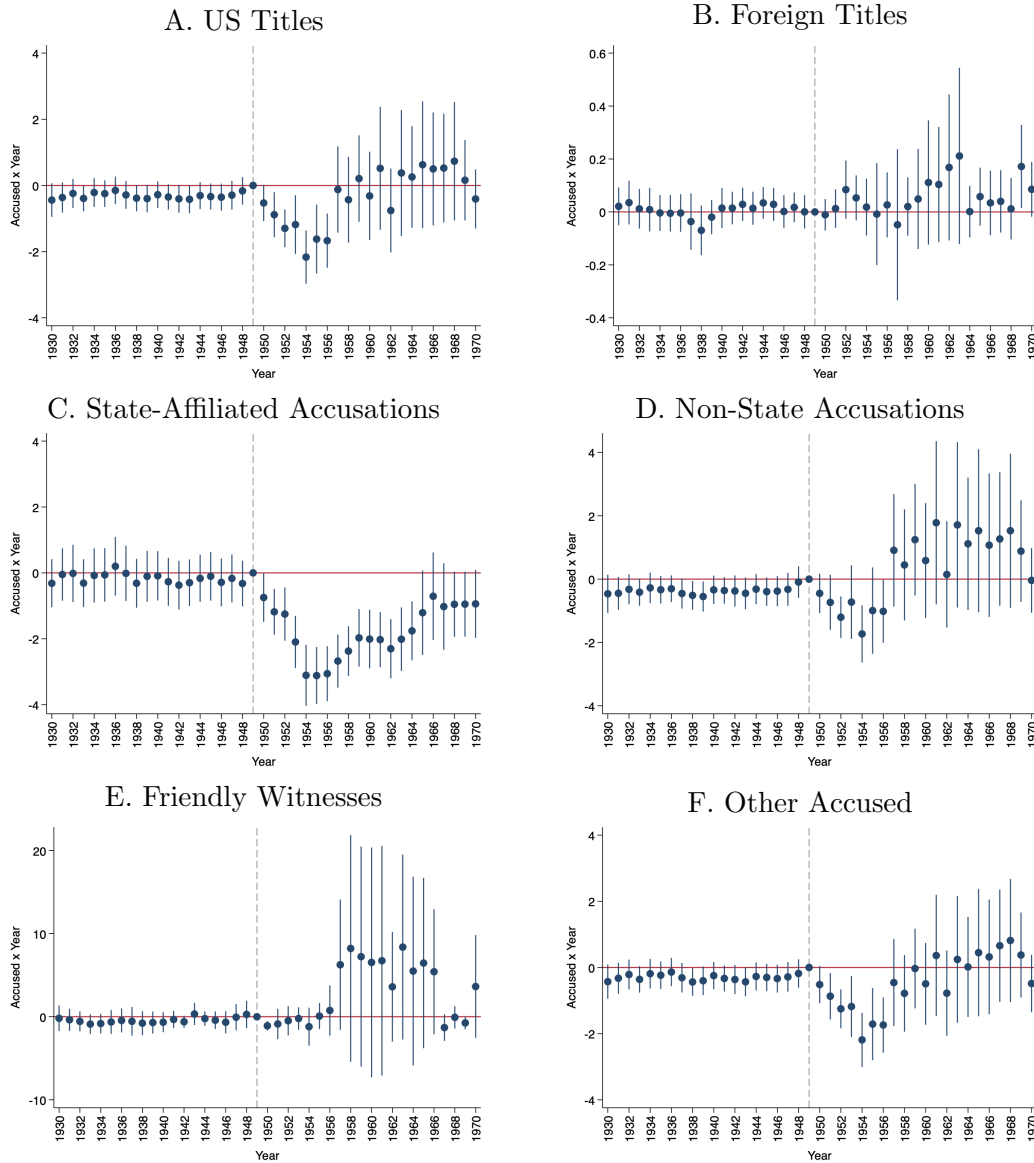 A. US Titles
4
2
0
-2
-4
Accused x Year
1930 1932 1934 1936 1938 1940 1942 1944 1946 1948 1950 1952 1954 1956 1958 1960 1962 1964 1966 1968 1970
Year
B. Foreign Titles
0.6
0.4
0.2
0
-0.2
-0.4
Accused x Year
1930 1932 1934 1936 1938 1940 1942 1944 1946 1948 1950 1952 1954 1956 1958 1960 1962 1964 1966 1968 1970
Year
C. State-Affiliated Accusations
4
2
0
-2
-4
Accused x Year
1930 1932 1934 1936 1938 1940 1942 1944 1946 1948 1950 1952 1954 1956 1958 1960 1962 1964 1966 1968 1970
Year
D. Non-State Accusations
4
2
0
-2
-4
Accused x Year
1930 1932 1934 1936 1938 1940 1942 1944 1946 1948 1950 1952 1954 1956 1958 1960 1962 1964 1966 1968 1970
Year
E. Friendly Witnesses
20
10
0
-10
Accused x Year
1930 1932 1934 1936 1938 1940 1942 1944 1946 1948 1950 1952 1954 1956 1958 1960 1962 1964 1966 1968 1970
Year
F. Other Accused
4
2
0
-2
-4
Accused x Year
1930 1932 1934 1936 1938 1940 1942 1944 1946 1948 1950 1952 1954 1956 1958 1960 1962 1964 1966 1968 1970
Year